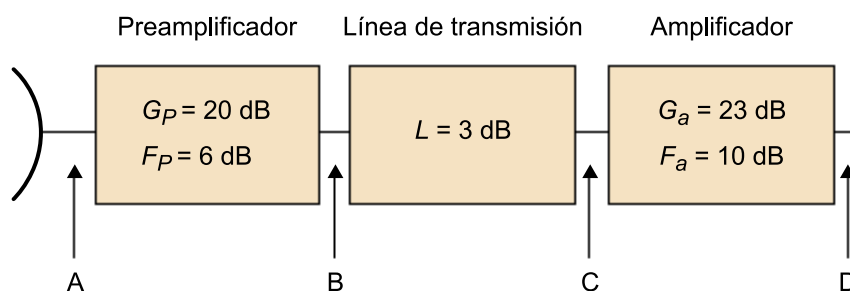 Preamplificador
Línea de transmisión
Amplificador
G_P = 20 dB
F_P = 6 dB
L = 3 dB
G_a = 23 dB
F_a = 10 dB
A
B
C
D